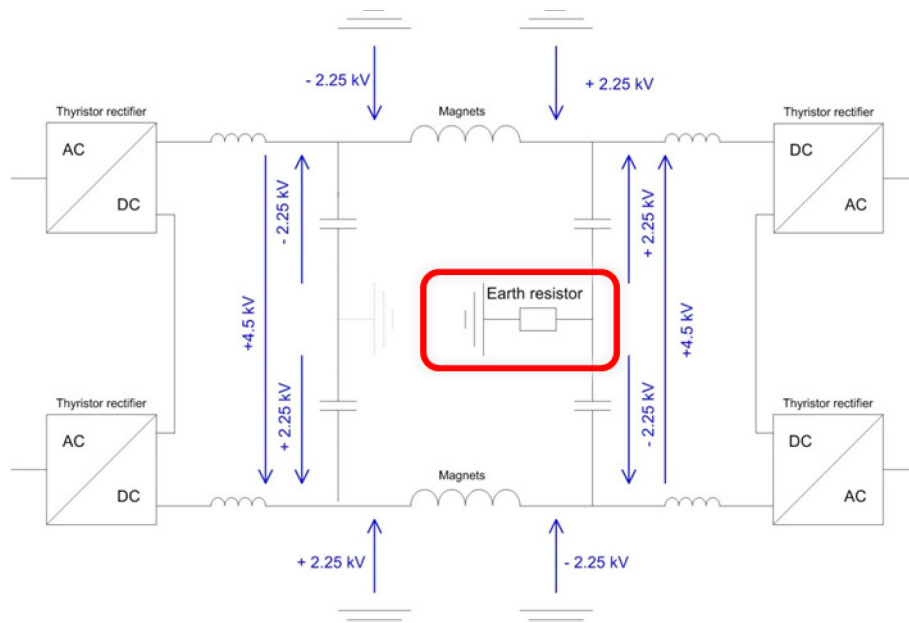 - 2.25 kV
+ 2.25 kV
Thyristor rectifier
Magnets
Thyristor rectifier
AC
DC
DC
AC
- 2.25 kV
+ 2.25 kV
Earth resistor
+4.5 kV
+4.5 kV
+ 2.25 kV
- 2.25 kV
Thyristor rectifier
Thyristor rectifier
AC
DC
DC
AC
Magnets
+ 2.25 kV
- 2.25 kV